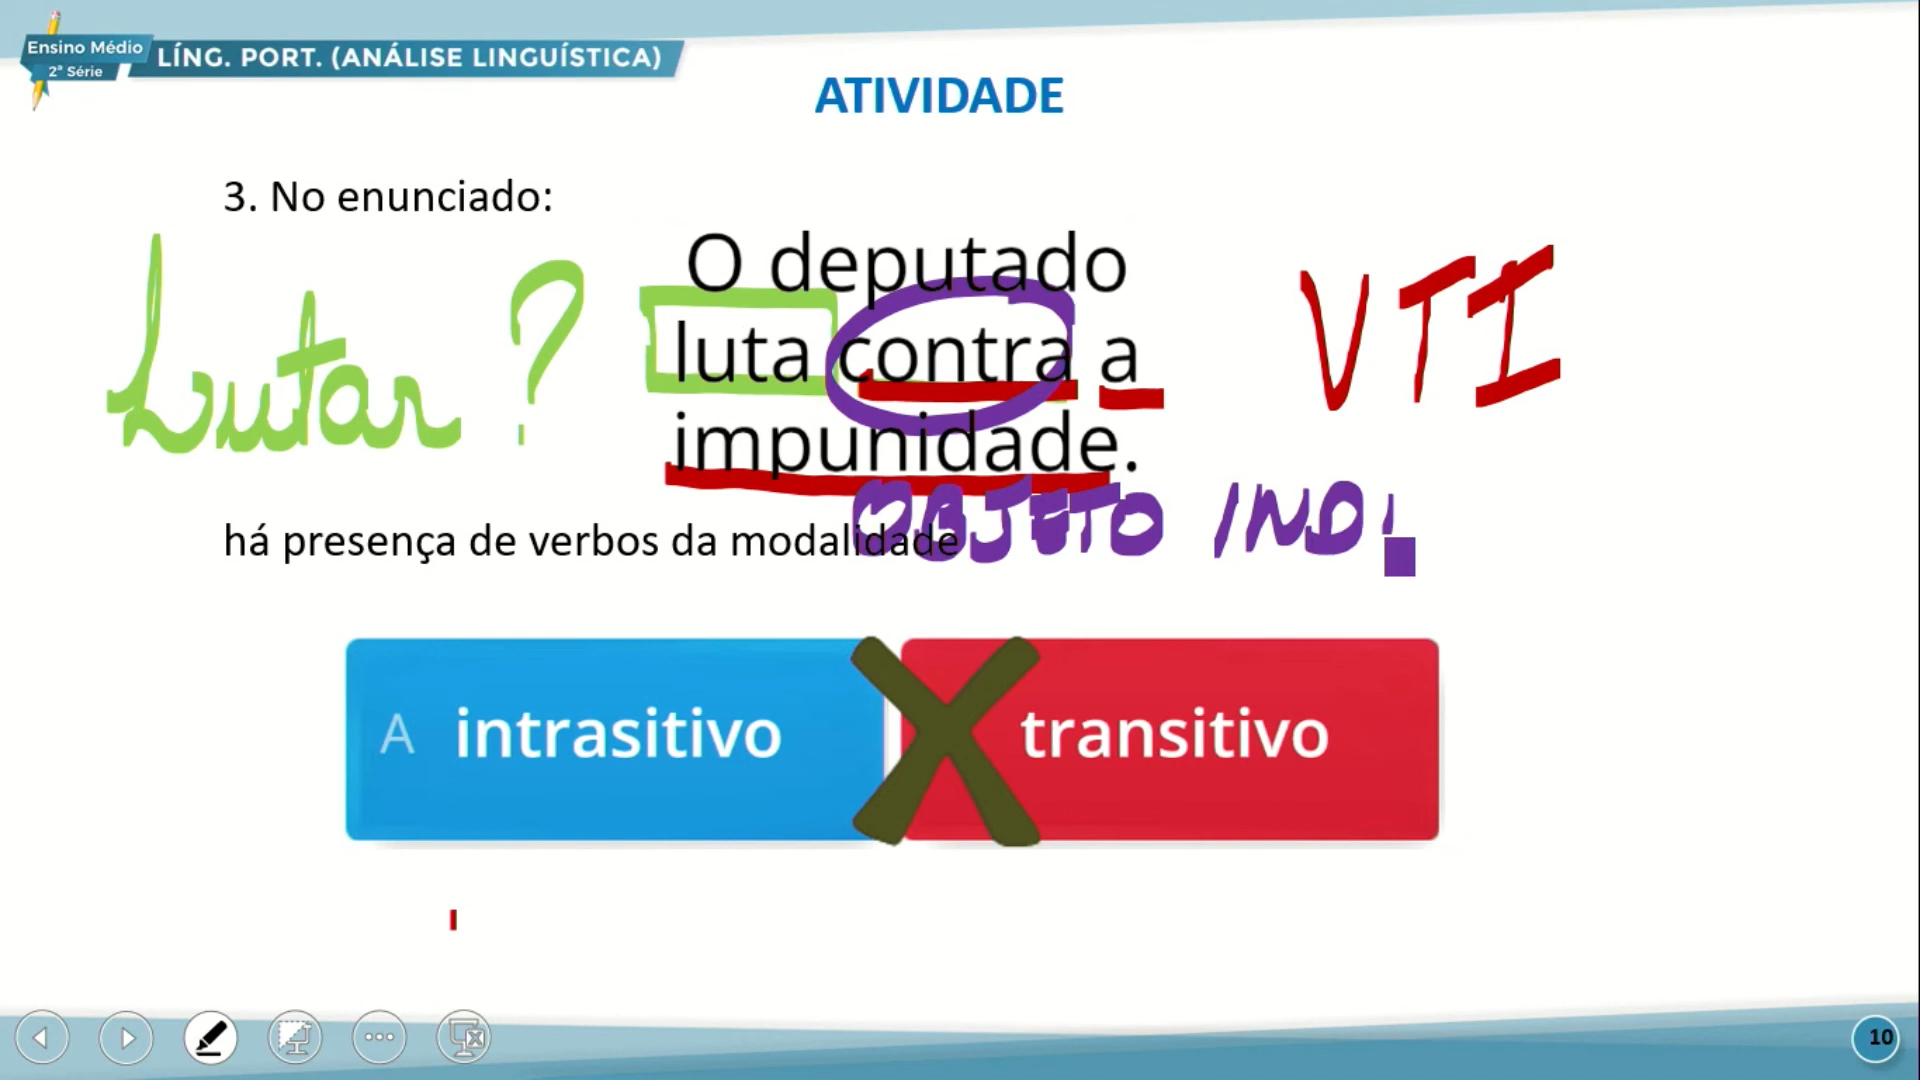 Ensino Médio
2ª Série
LÍNG. PORT. (ANÁLISE LINGUÍSTICA)
ATIVIDADE
3. No enunciado:
O deputado
luta contra a
impunidade.
Lutar ?
VTI
OBJETO INDI
há presença de verbos da modalidade
A intrasitivo
X transitivo
10